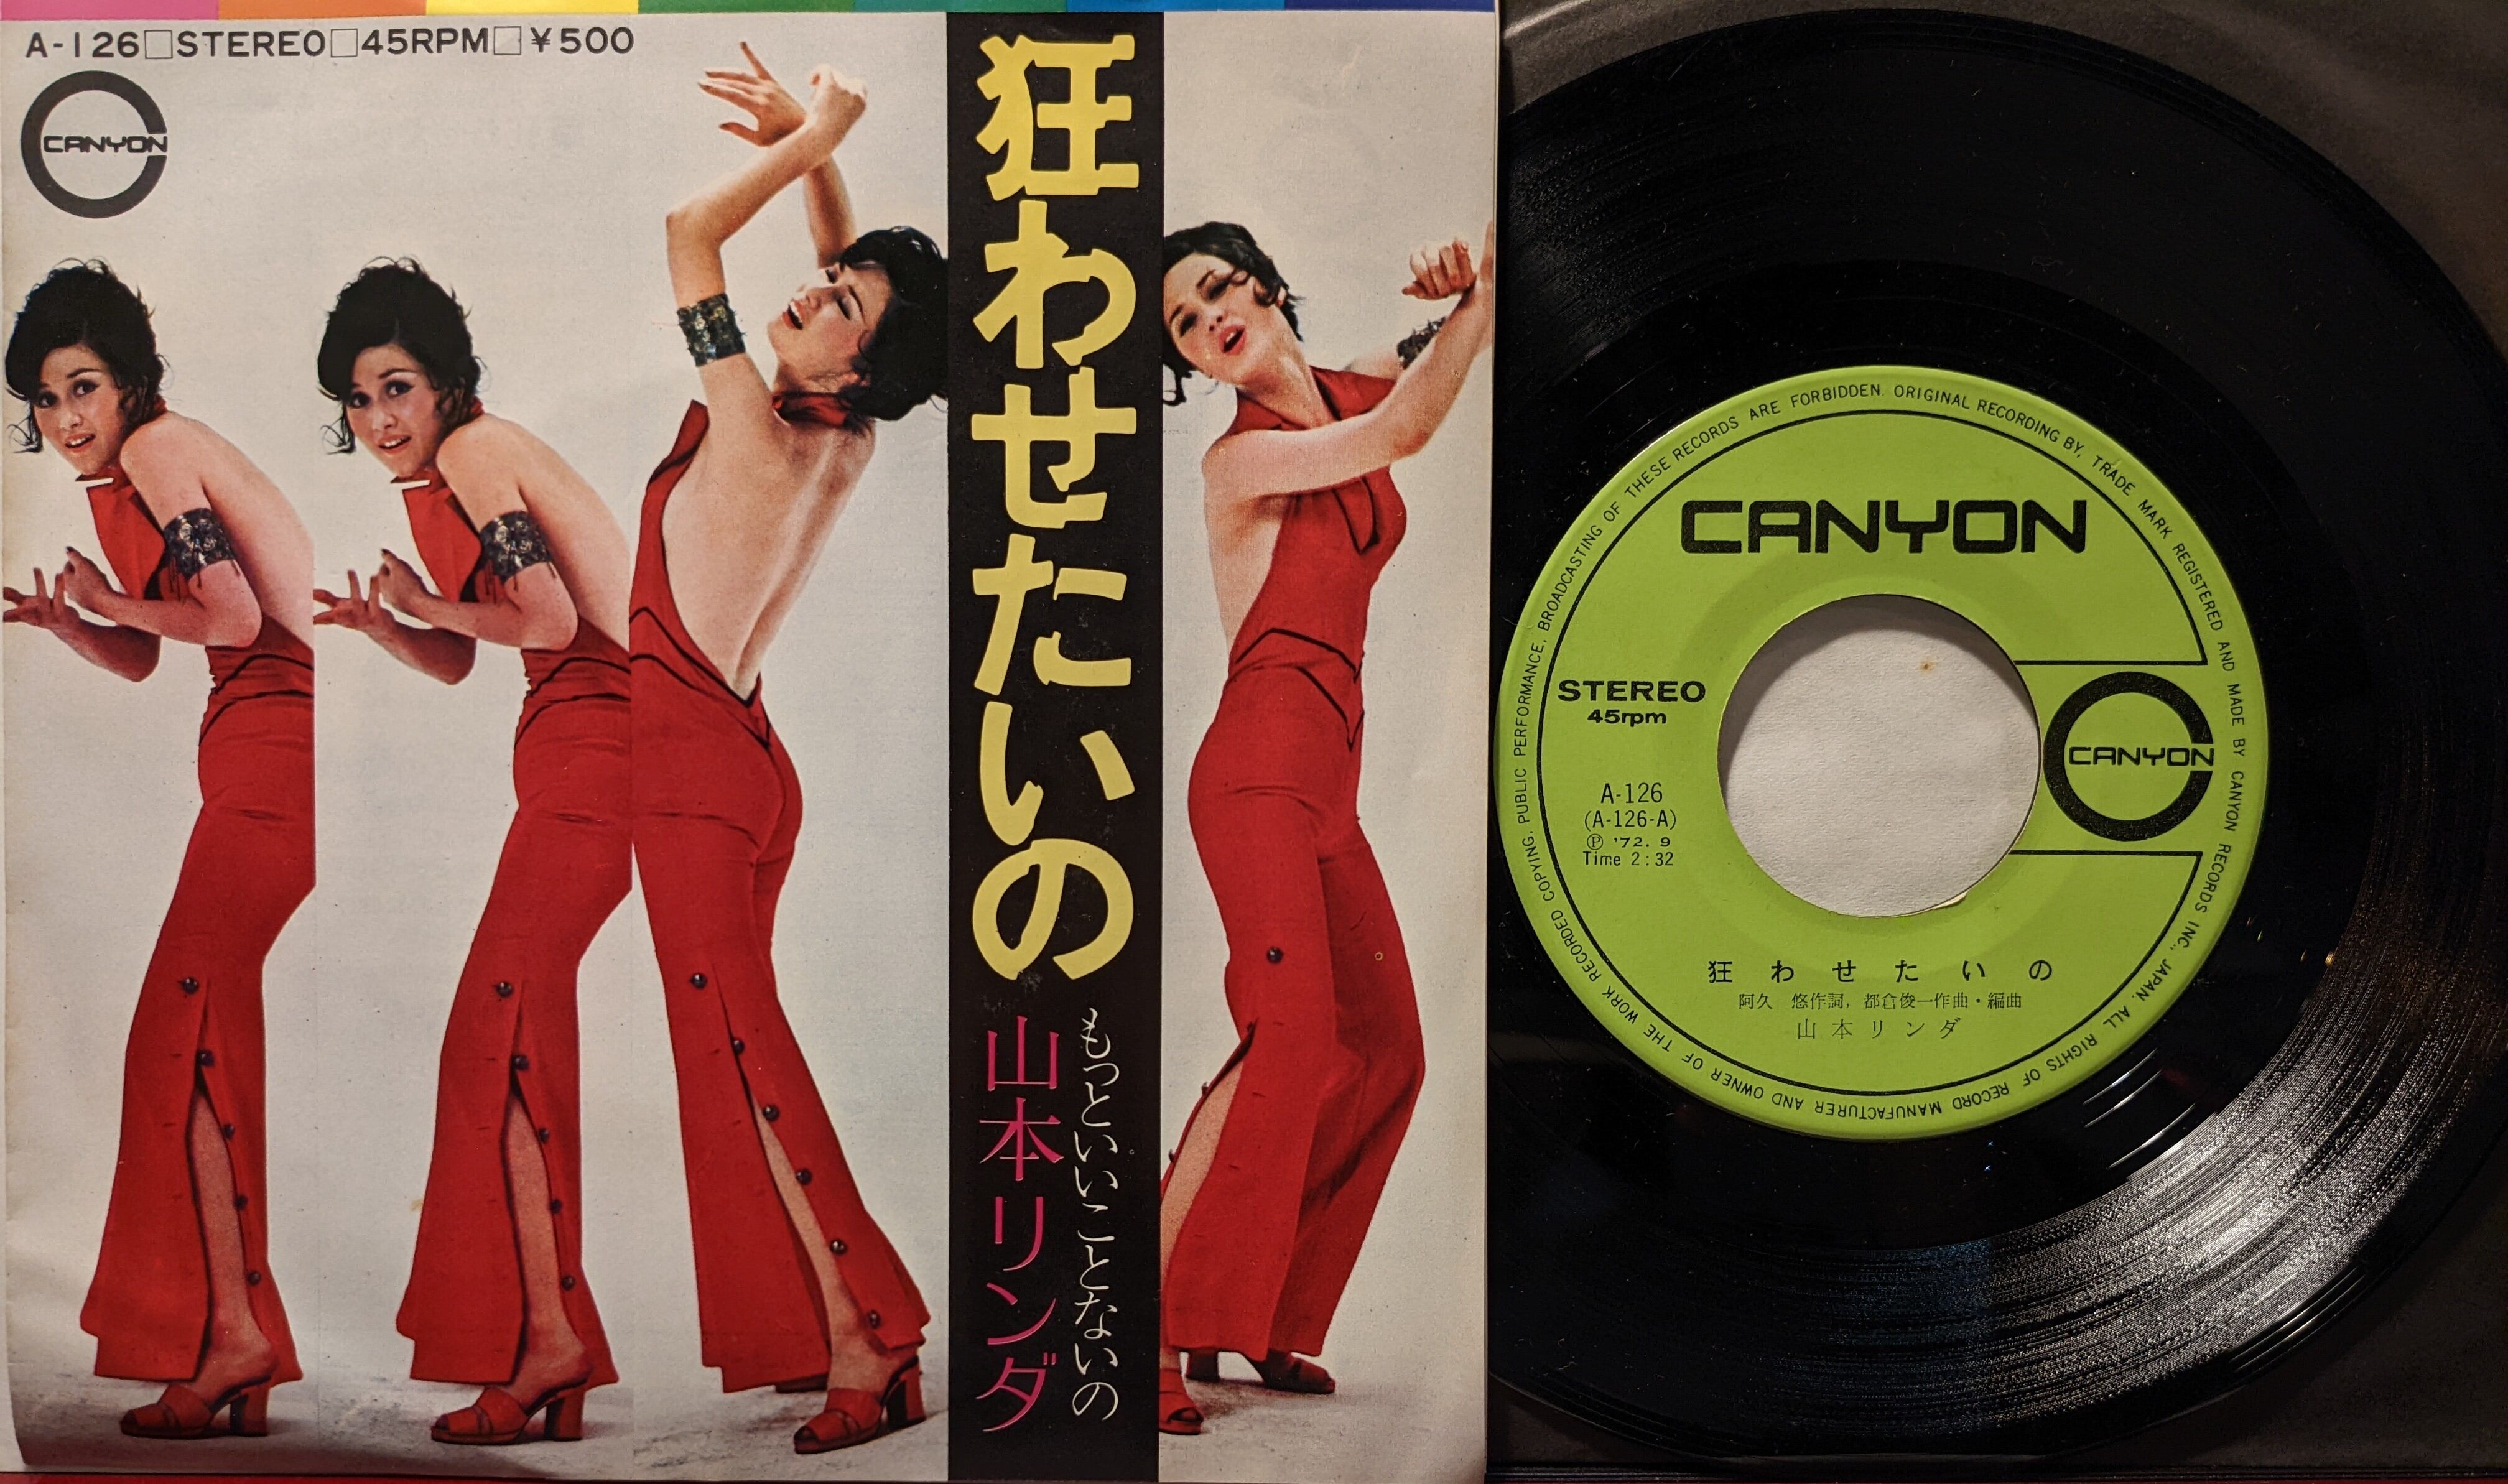 A-126□STEREO□45RPM□¥500
CANYON
狂わせたいの
もっといいことないの
山本リンダ
CANYON
STEREO
45rpm
CANYON
A-126
(A-126-A)
Ⓟ '72. 9
Time 2:32
狂わせたいの
阿久 悠作詞, 都倉俊一作曲・編曲
山本リンダ
ORIGINAL RECORDING BY, TRADE MARK REGISTERED AND MADE BY CANYON RECORDS INC., JAPAN. ALL RIGHTS OF RECORD MANUFACTURER AND OWNER OF THE WORK RECORDED COPYING. PUBLIC PERFORMANCE, BROADCASTING OF THESE RECORDS ARE FORBIDDEN.